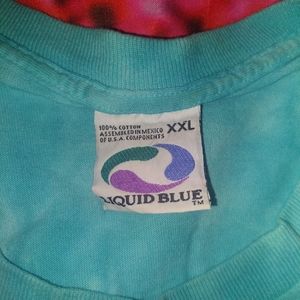 100% COTTON
ASSEMBLED IN MEXICO
OF U.S.A. COMPONENTS
XXL
LIQUID BLUE
TM